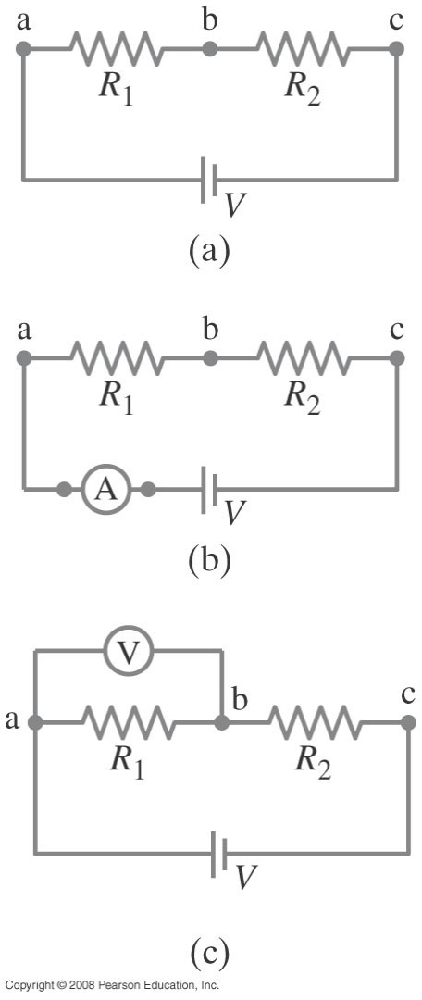 a b c
R1 R2
V
(a)
a b c
R1 R2
A
V
(b)
V
b c
a
R1 R2
V
(c)
Copyright © 2008 Pearson Education, Inc.